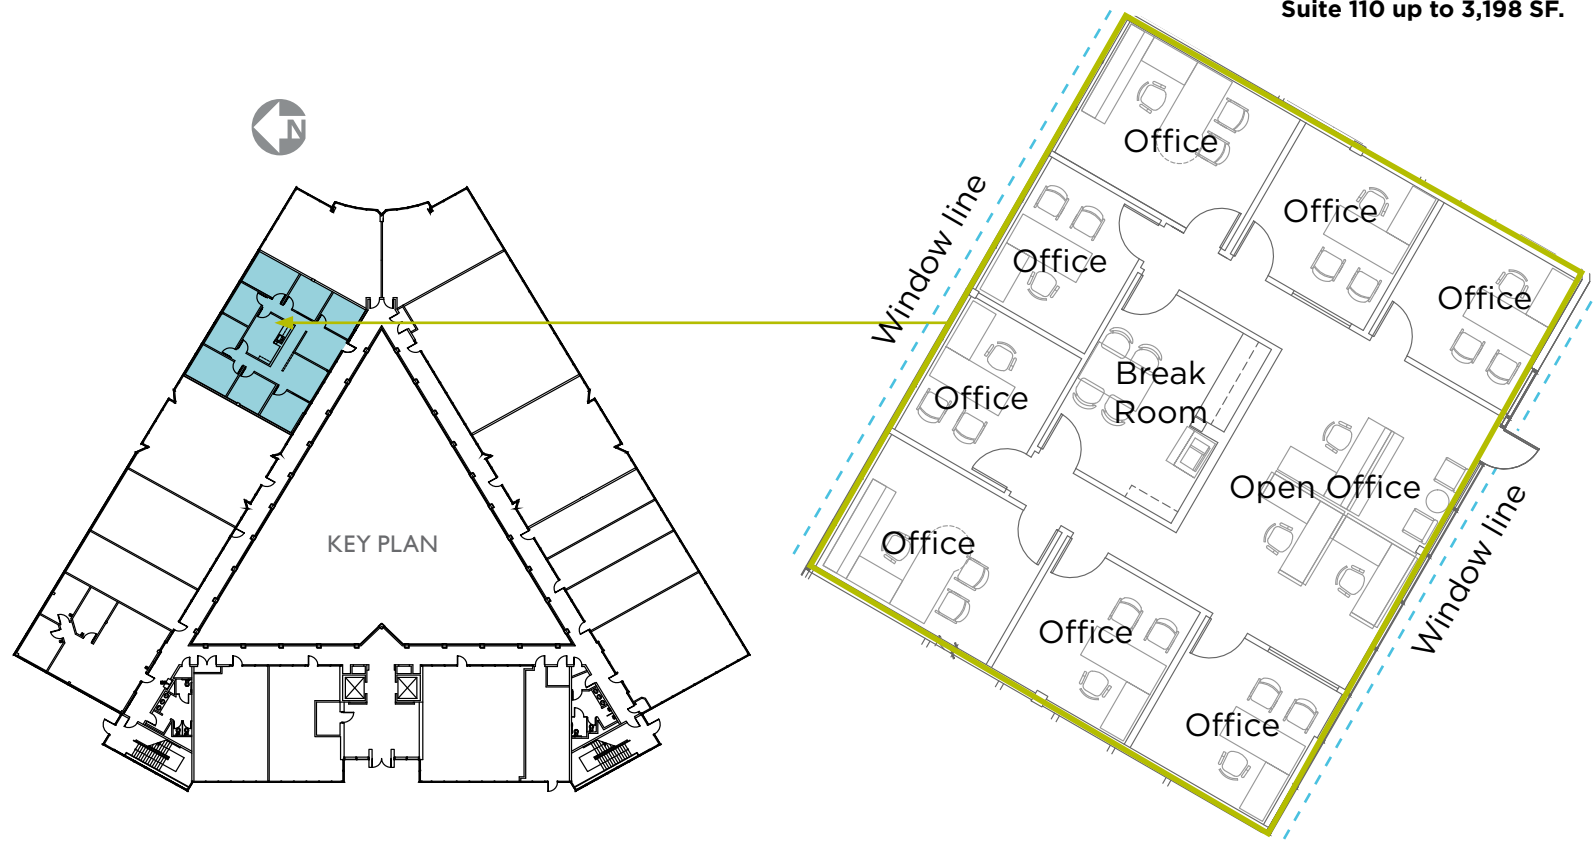 Suite 110 up to 3,198 SF.
N
Office
Office
Window line
Office
Office
Break
Room
Office
Open Office
KEY PLAN
Office
Window line
Office
Office